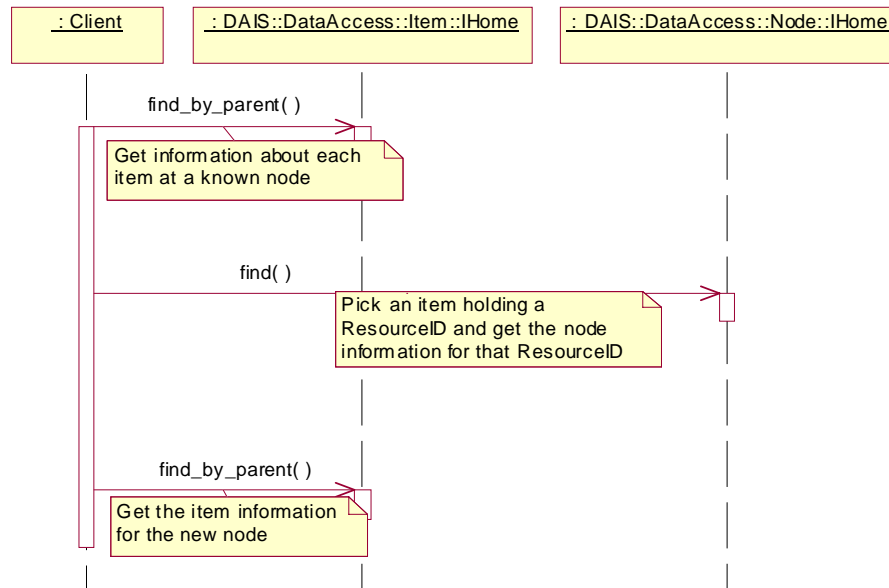 : Client
: DAIS::DataAccess::Item::IHome
: DAIS::DataAccess::Node::IHome
find_by_parent( )
Get information about each
item at a known node
find( )
Pick an item holding a
ResourceID and get the node
information for that ResourceID
find_by_parent( )
Get the item information
for the new node